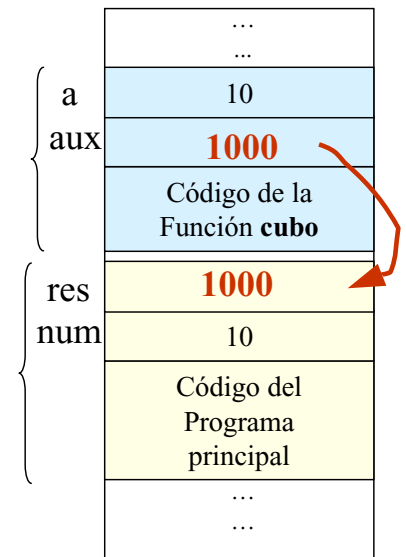 …
...
a
10
aux
1000
Código de la
Función cubo
res
1000
num
10
Código del
Programa
principal
…
…